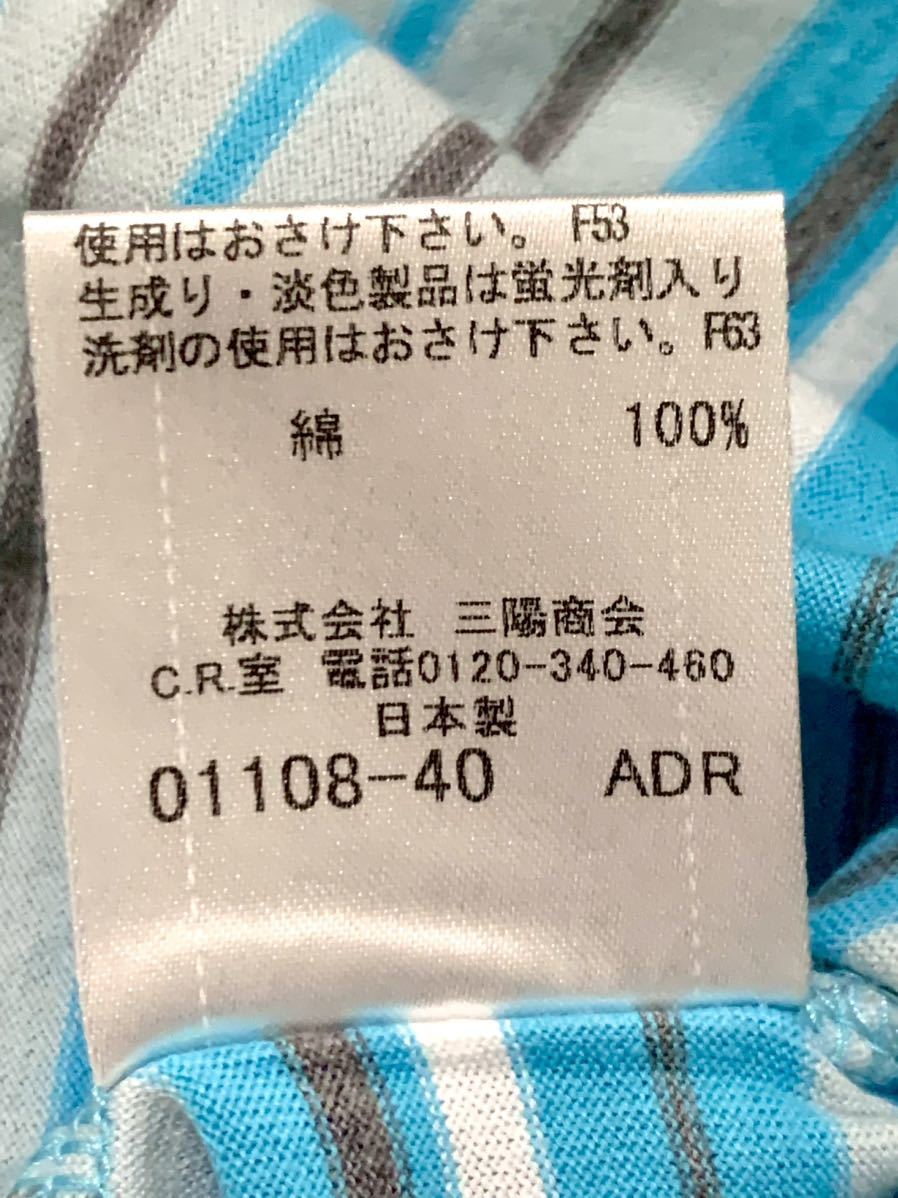 使用はおさけ下さい。 F53
生成り・淡色製品は蛍光剤入り
洗剤の使用はおさけ下さい。F63
綿 100%
株式会社 三陽商会
C.R.室 電話0120-340-460
日本製
01108-40 ADR